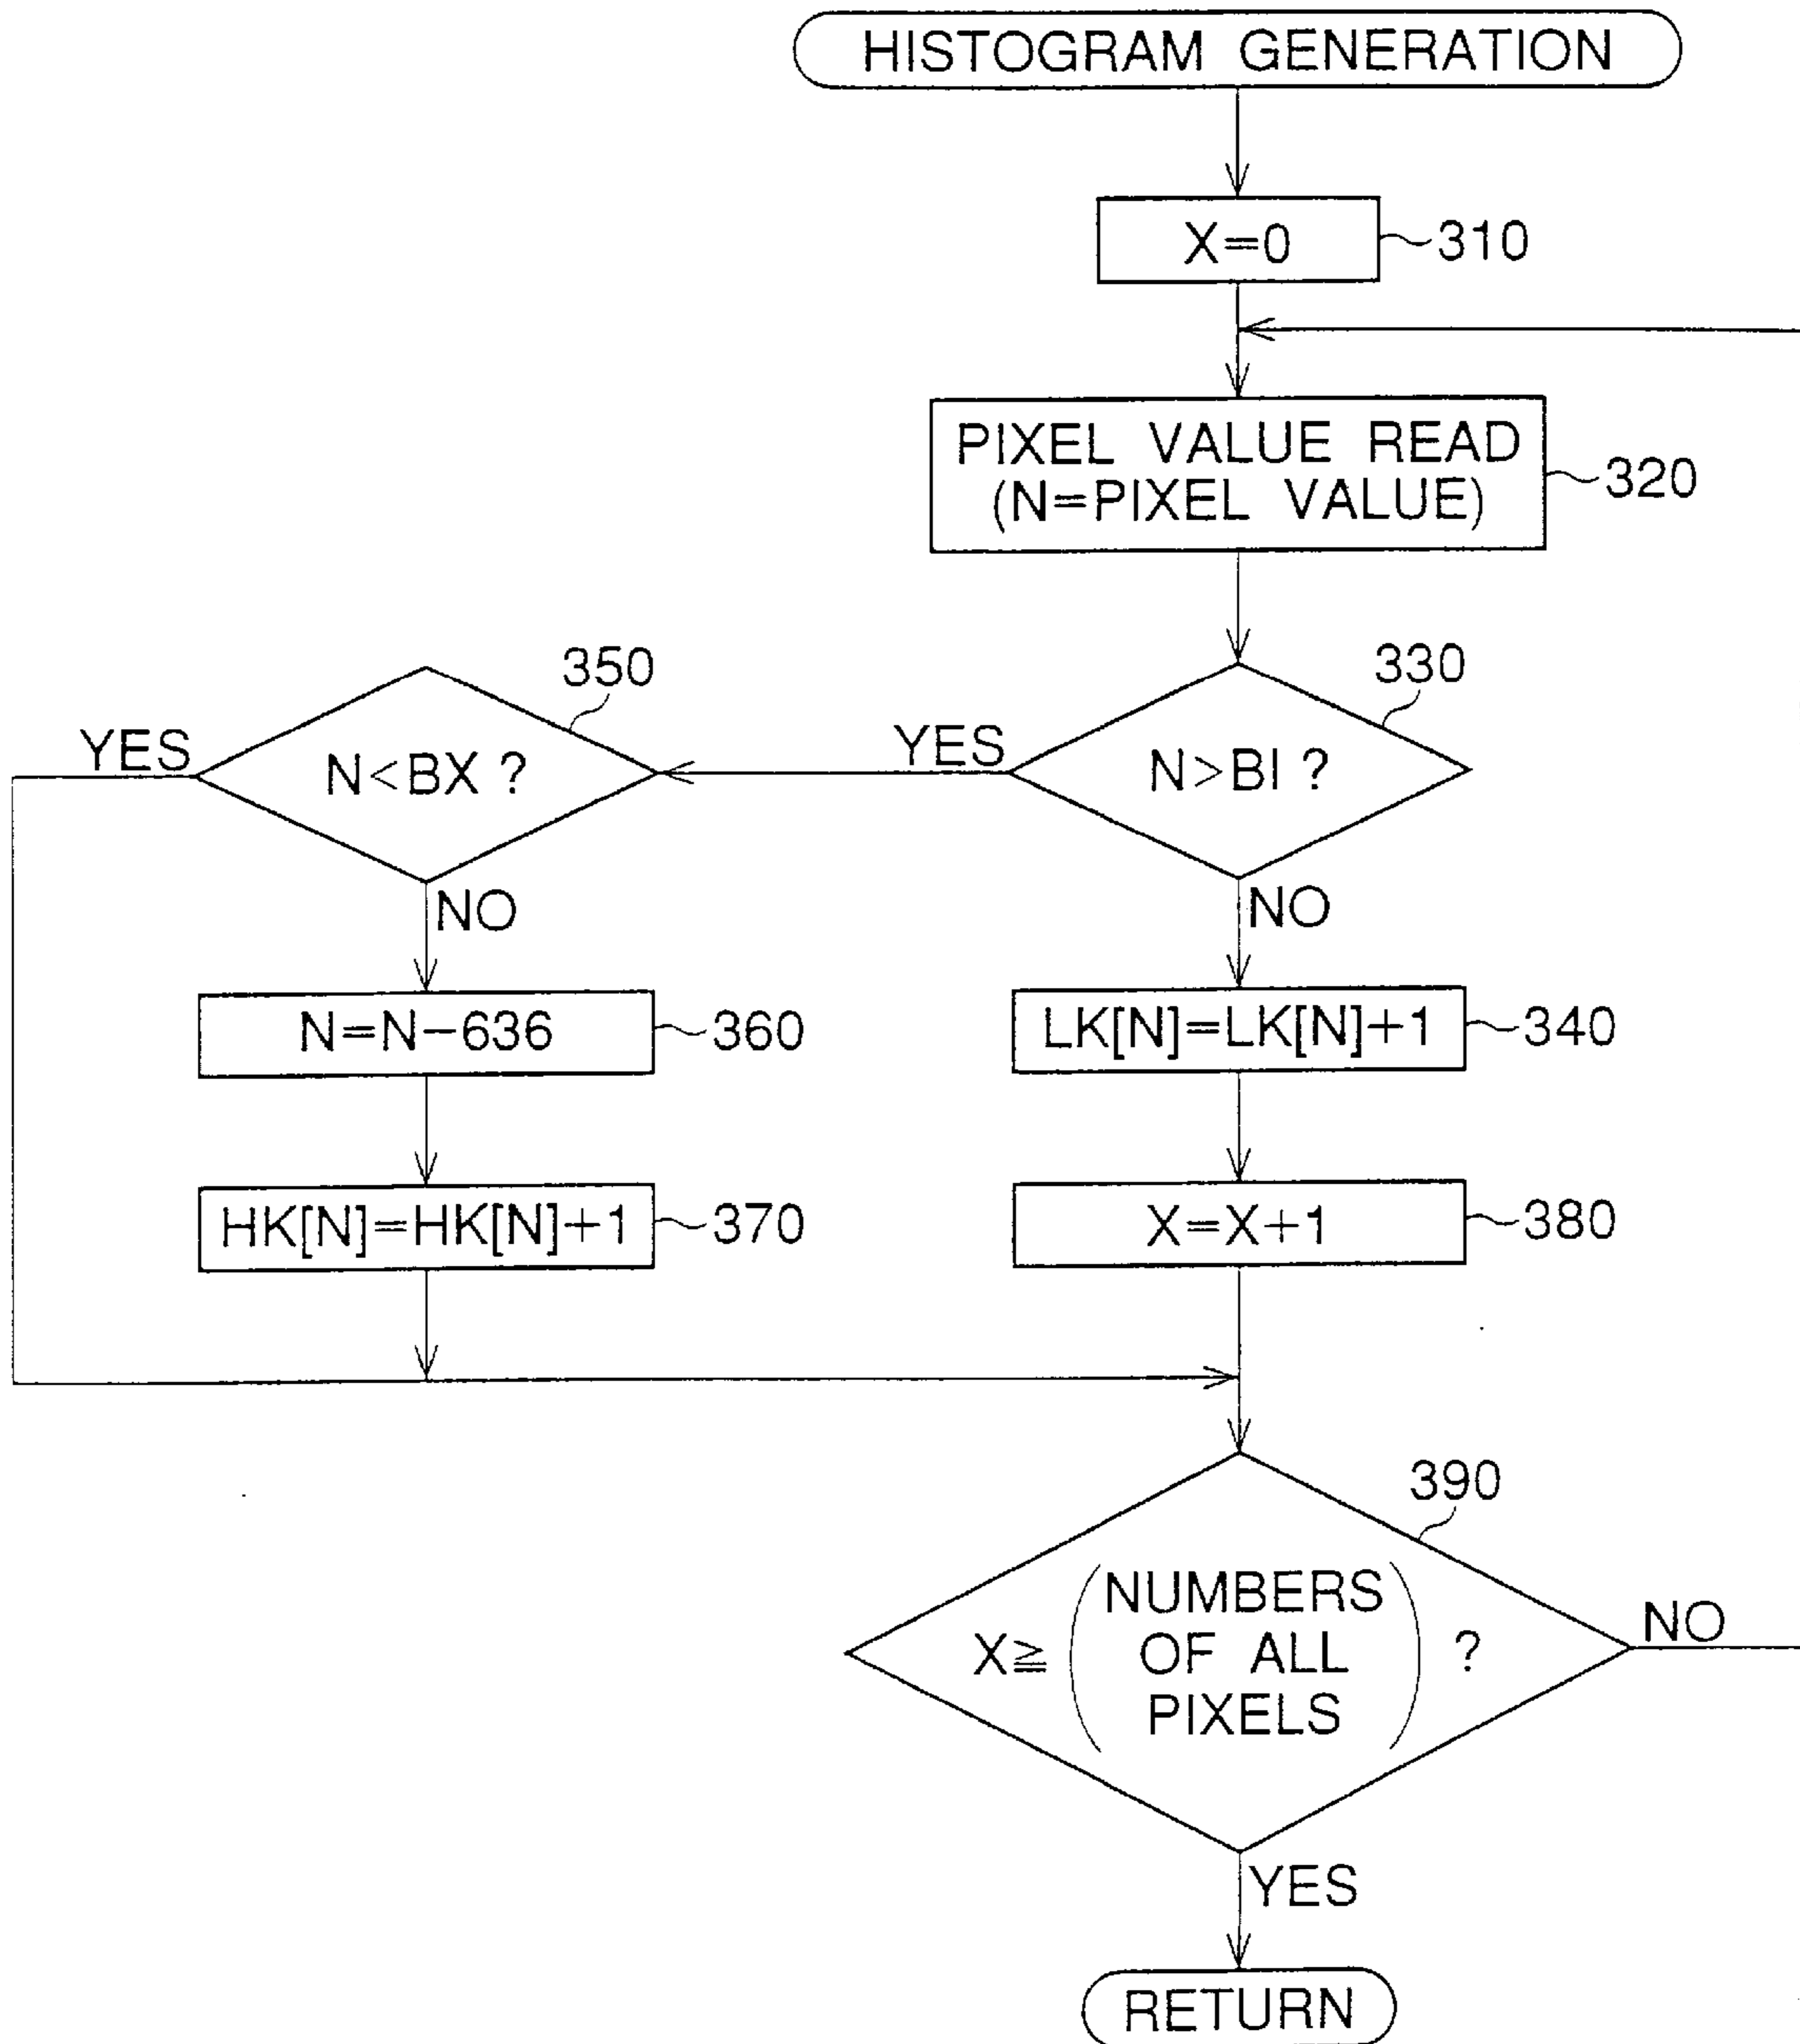 HISTOGRAM GENERATION
X=0
310
PIXEL VALUE READ
(N=PIXEL VALUE)
320
350
330
YES
N<BX ?
YES
N>BI ?
NO
NO
N=N-636
360
LK[N]=LK[N]+1
340
HK[N]=HK[N]+1
370
X=X+1
380
390
X≧
(NUMBERS
OF ALL
PIXELS)
?
NO
YES
RETURN